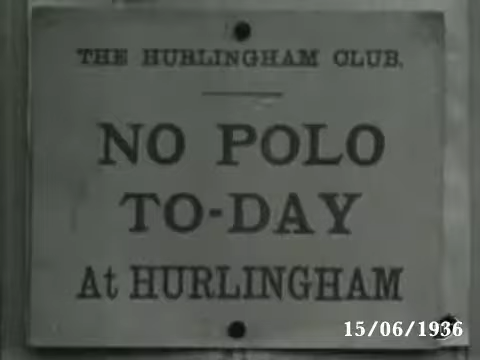 THE HURLINGHAM CLUB.
NO POLO
TO-DAY
At HURLINGHAM
15/06/1936